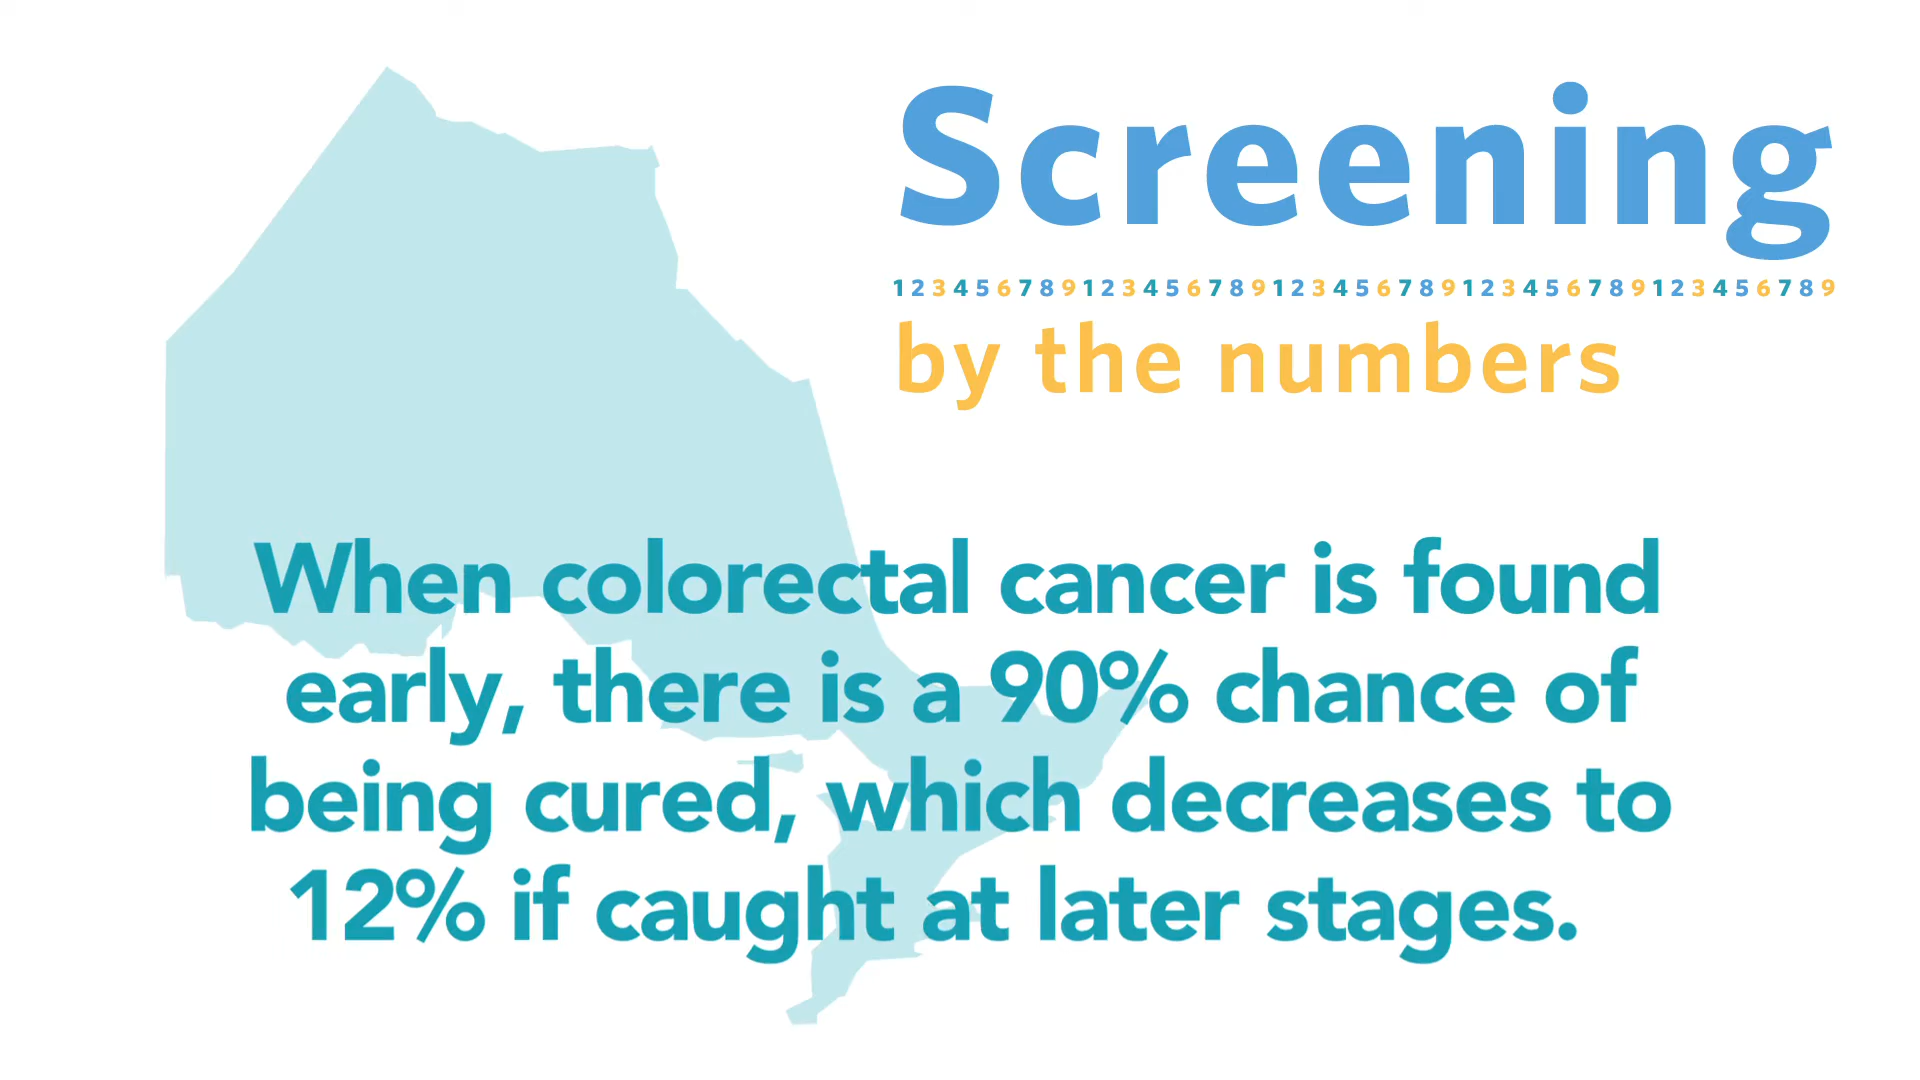 Screening
1 2 3 4 5 6 7 8 9 1 2 3 4 5 6 7 8 9 1 2 3 4 5 6 7 8 9 1 2 3 4 5 6 7 8 9 1 2 3 4 5 6 7 8 9
by the numbers
When colorectal cancer is found
early, there is a 90% chance of
being cured, which decreases to
12% if caught at later stages.